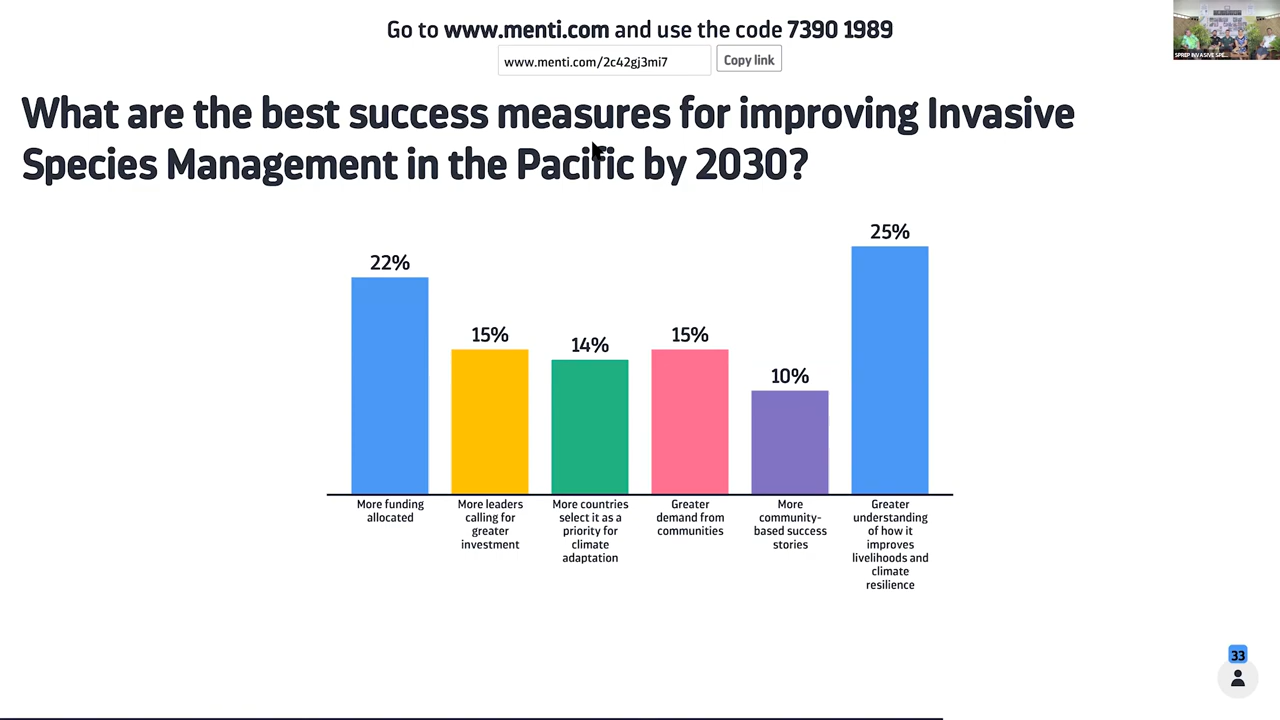 Go to www.menti.com and use the code 7390 1989
www.menti.com/2c42gj3mi7
Copy link
What are the best success measures for improving Invasive
Species Management in the Pacific by 2030?
22%
15%
14%
15%
10%
25%
More funding
allocated
More leaders
calling for
greater
investment
More countries
select it as a
priority for
climate
adaptation
Greater
demand from
communities
More
community-
based success
stories
Greater
understanding
of how it
improves
livelihoods and
climate
resilience
SPREP INVASIVE SPE...
33